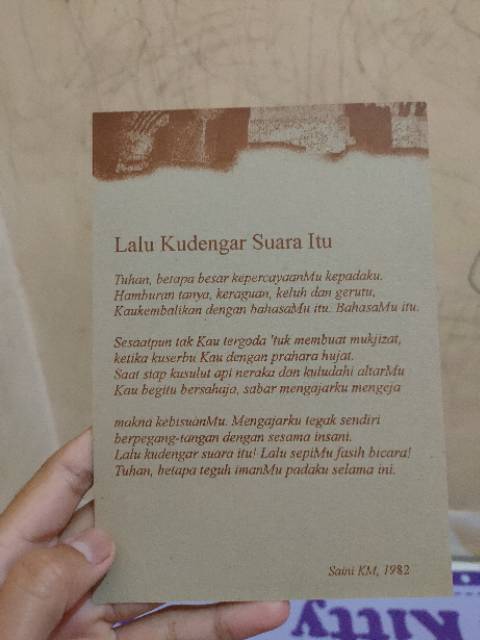 Lalu Kudengar Suara Itu
Tuhan, betapa besar kepercayaanMu kepadaku.
Hamburan tanya, keraguan, keluh dan gerutu,
Kaukembalikan dengan bahasaMu itu. BahasaMu itu.
Sesaatpun tak Kau tergoda 'tuk membuat mukjizat,
ketika kuserbu Kau dengan prahara hujat.
Saat siap kusulut api neraka dan kuludahi altarMu
Kau begitu bersahaja, sabar mengajarku mengeja
makna kebisuanMu. Mengajarku tegak sendiri
berpegang-tangan dengan sesama insani.
Lalu kudengar suara itu! Lalu sepiMu fasih bicara!
Tuhan, betapa teguh imanMu padaku selama ini.
Saini KM, 1982
Kitty